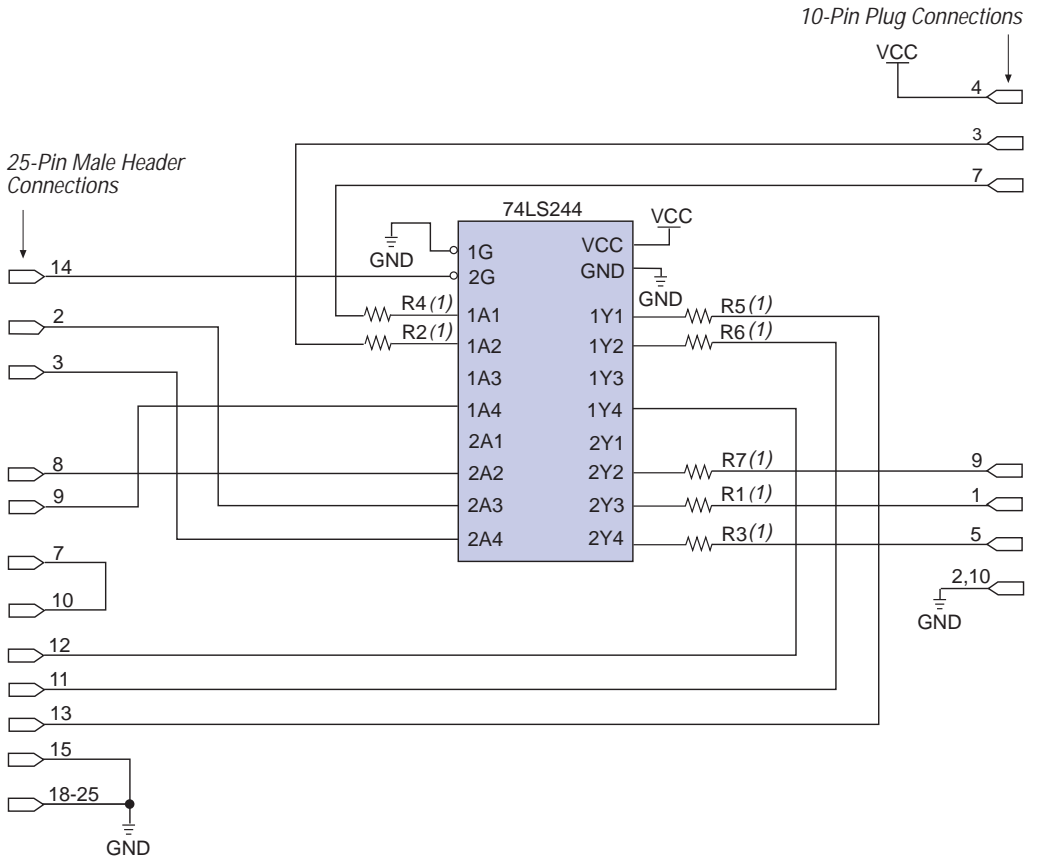 10-Pin Plug Connections
VCC
4
3
7
25-Pin Male Header
Connections
14
2
3
8
9
7
10
12
11
13
15
18-25
GND
74LS244
GND
1G
2G
1A1
1A2
1A3
1A4
2A1
2A2
2A3
2A4
R4(1)
R2(1)
VCC
GND
1Y1
1Y2
1Y3
1Y4
2Y1
2Y2
2Y3
2Y4
VCC
GND
R5(1)
R6(1)
R7(1)
R1(1)
R3(1)
9
1
5
2,10
GND